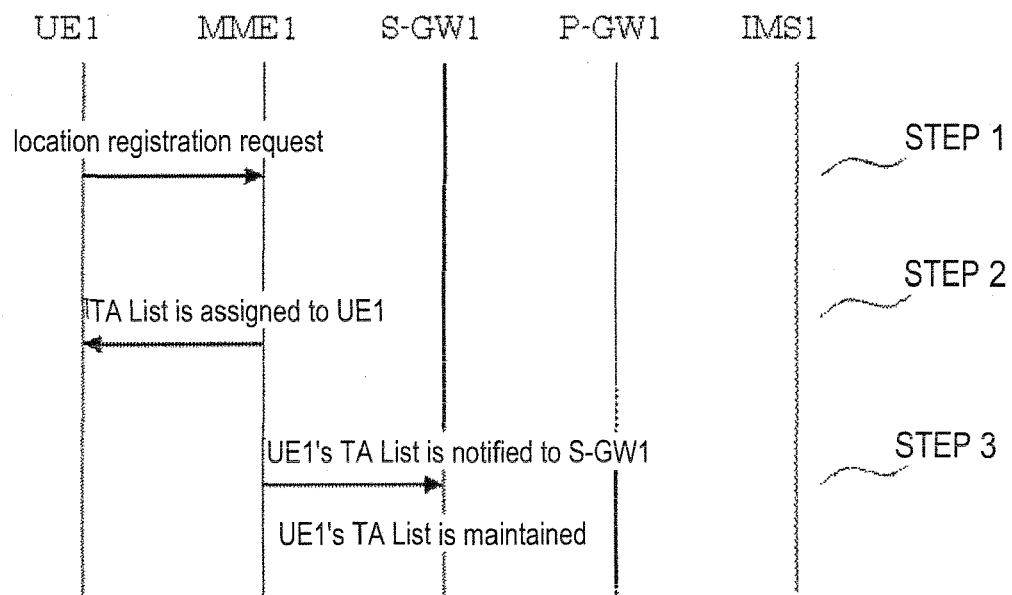 UE1 MME1 S-GW1 P-GW1 IMS1
location registration request
STEP 1
STEP 2
TA List is assigned to UE1
UE1's TA List is notified to S-GW1
STEP 3
UE1's TA List is maintained